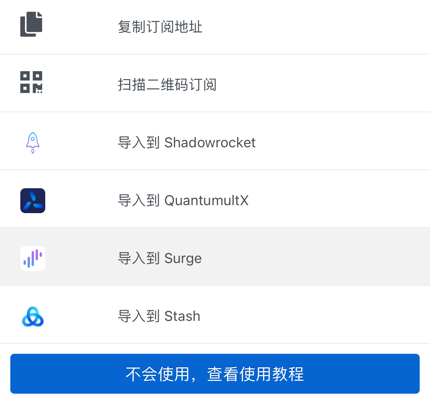 复制订阅地址
扫描二维码订阅
导入到 Shadowrocket
导入到 QuantumultX
导入到 Surge
导入到 Stash
不会使用，查看使用教程